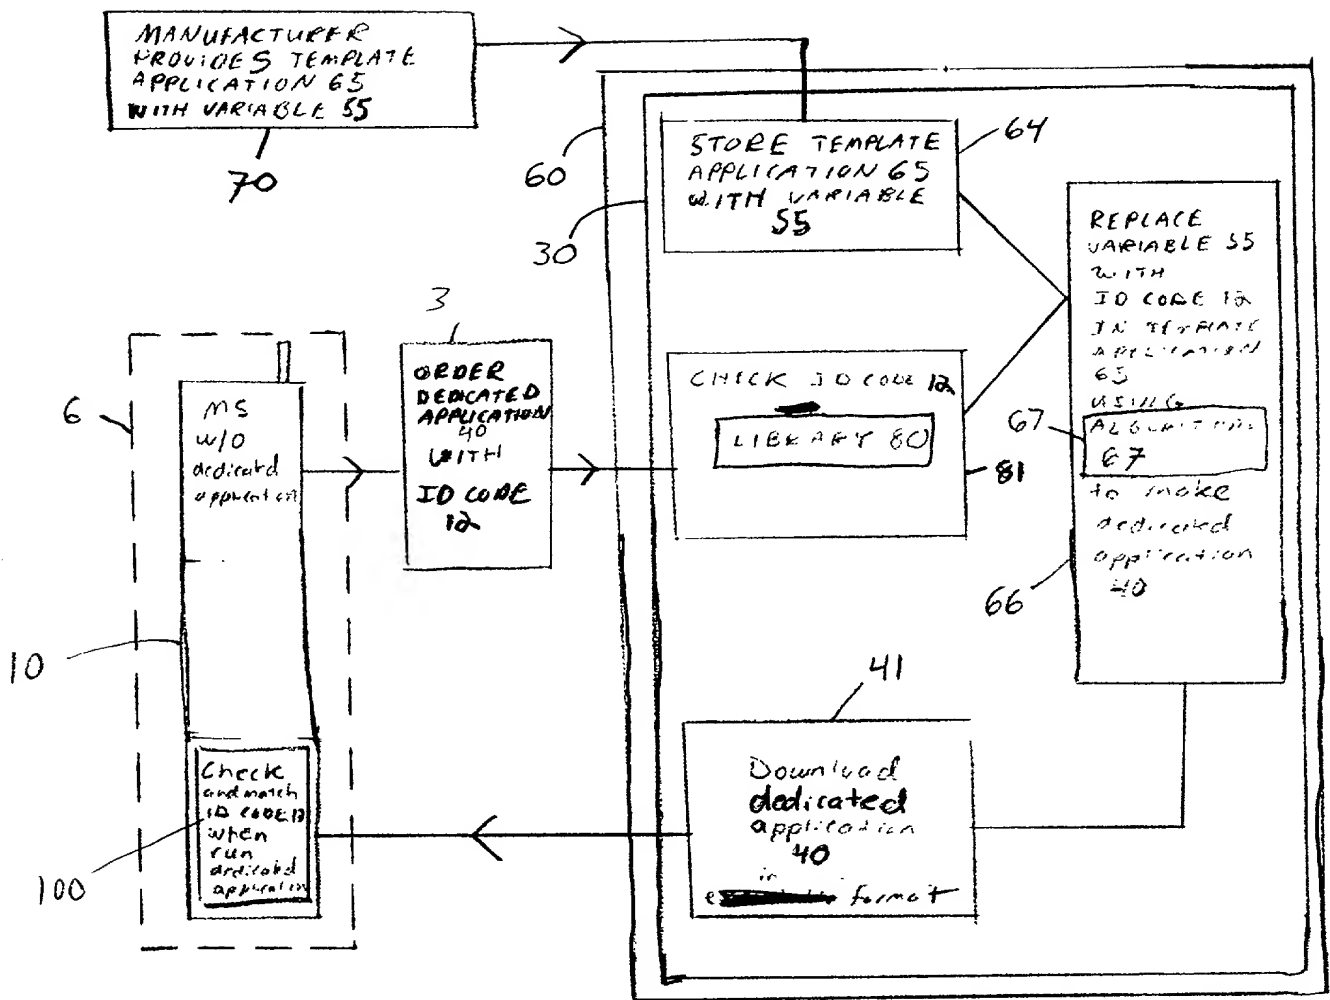 MANUFACTURER
PROVIDES TEMPLATE
APPLICATION 65
WITH VARIABLE 55
70
60
30
STORE TEMPLATE
APPLICATION 65
WITH VARIABLE
55
64
REPLACE
VARIABLE 55
WITH
ID CODE 12
IN TEMPLATE
APPLICATION
65
USING
ALGORITHM
67
to make
dedicated
application
40
67
66
3
ORDER
DEDICATED
APPLICATION
40
WITH
ID CODE
12
CHECK ID CODE 12
LIBRARY 80
81
6
MS
W/O
dedicated
application
10
Check
and match
ID CODE 12
when
run
dedicated
application
100
41
Download
dedicated
application
40
in
format